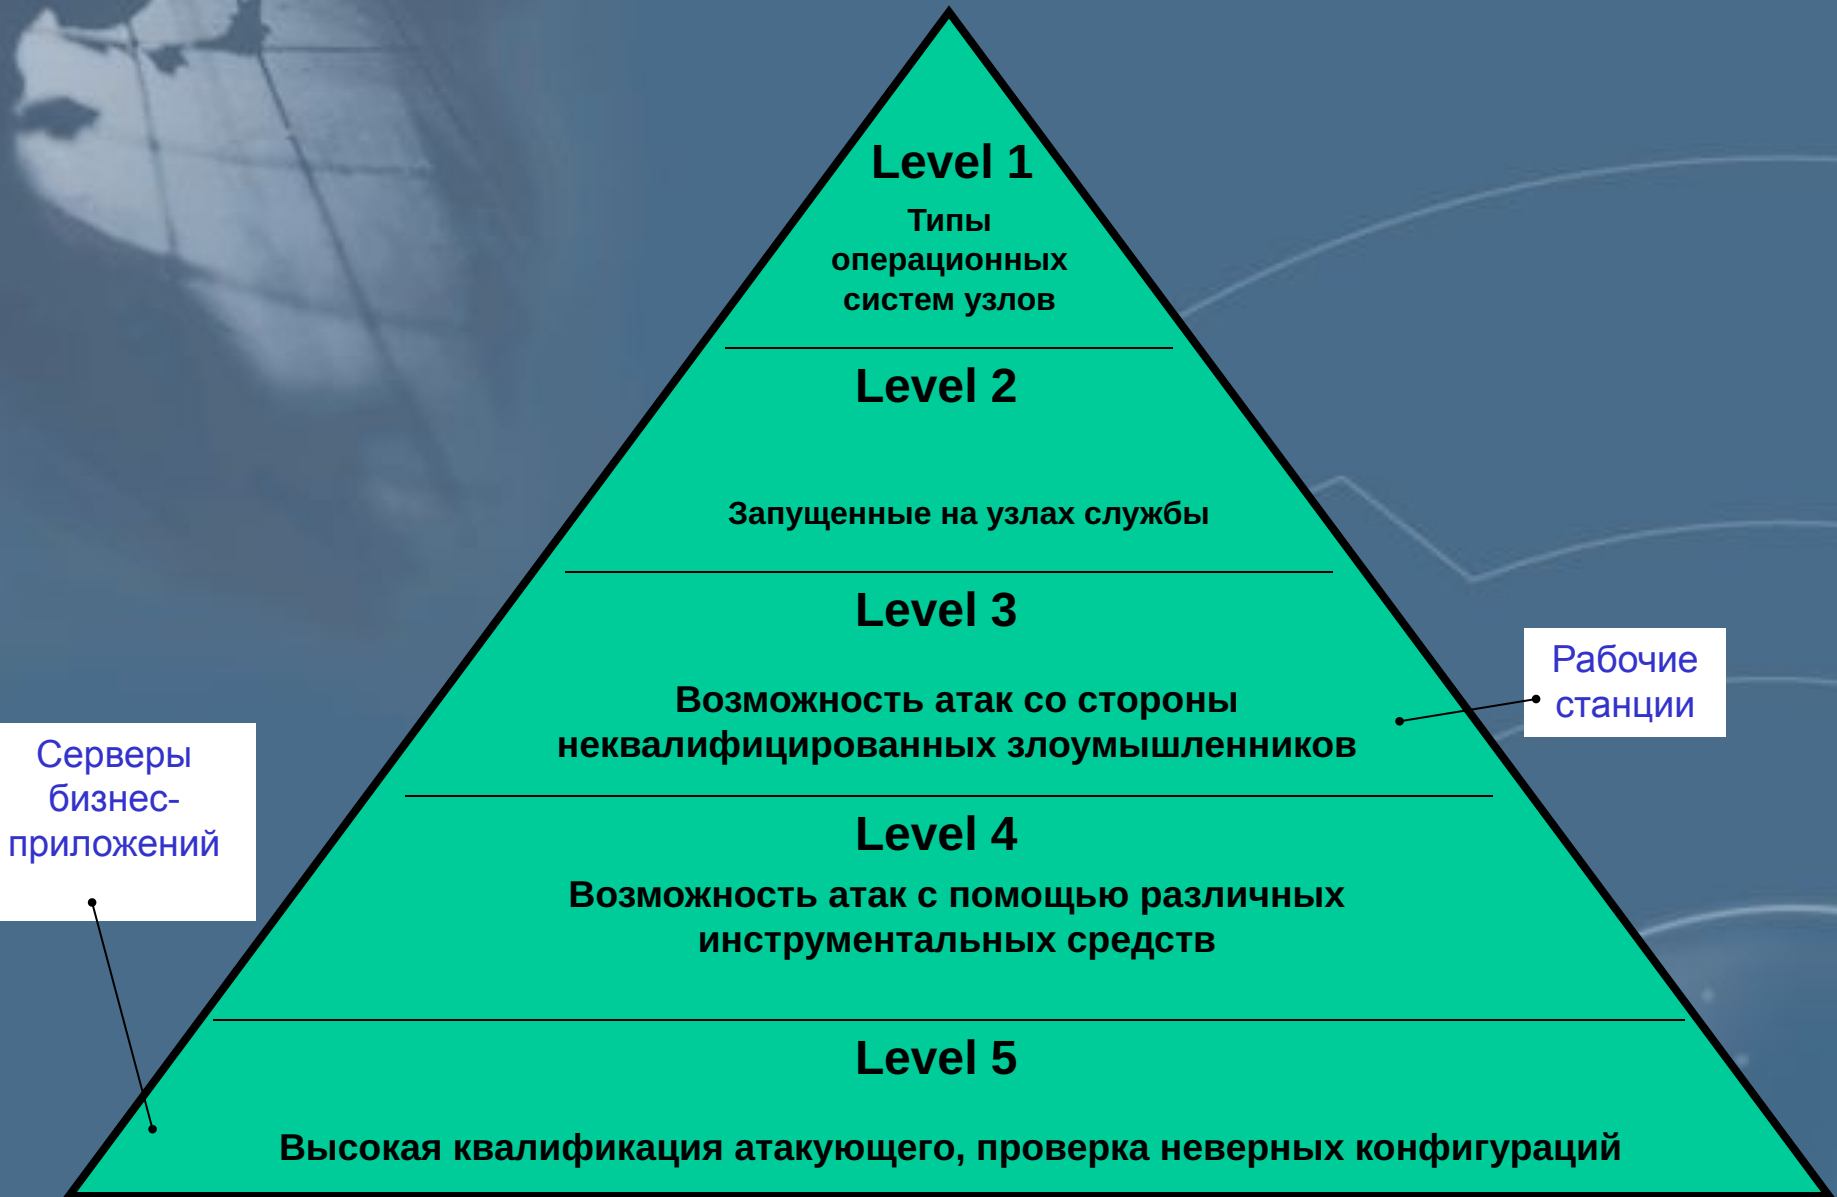 Level 1
Типы
операционных
систем узлов
Level 2
Запущенные на узлах службы
Level 3
Возможность атак со стороны
неквалифицированных злоумышленников
Рабочие
станции
Серверы
бизнес-
приложений
Level 4
Возможность атак с помощью различных
инструментальных средств
Level 5
Высокая квалификация атакующего, проверка неверных конфигураций